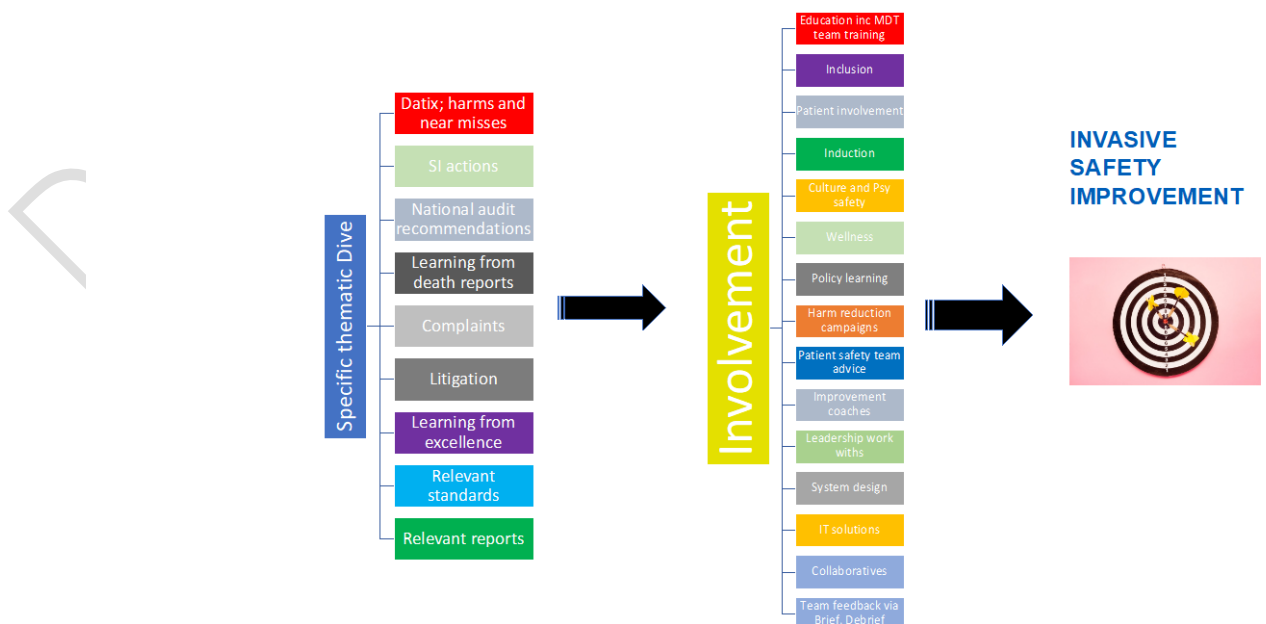 Specific thematic Dive
Datix; harms and
near misses
SI actions
National audit
recommendations
Learning from
death reports
Complaints
Litigation
Learning from
excellence
Relevant
standards
Relevant reports
Involvement
Education inc MDT
team training
Inclusion
Patient involvement
Induction
Culture and Psy
safety
Wellness
Policy learning
Harm reduction
campaigns
Patient safety team
advice
Improvement
coaches
Leadership work
withs
System design
IT solutions
Collaboratives
Team feedback via
Brief, Debrief
INVASIVE
SAFETY
IMPROVEMENT